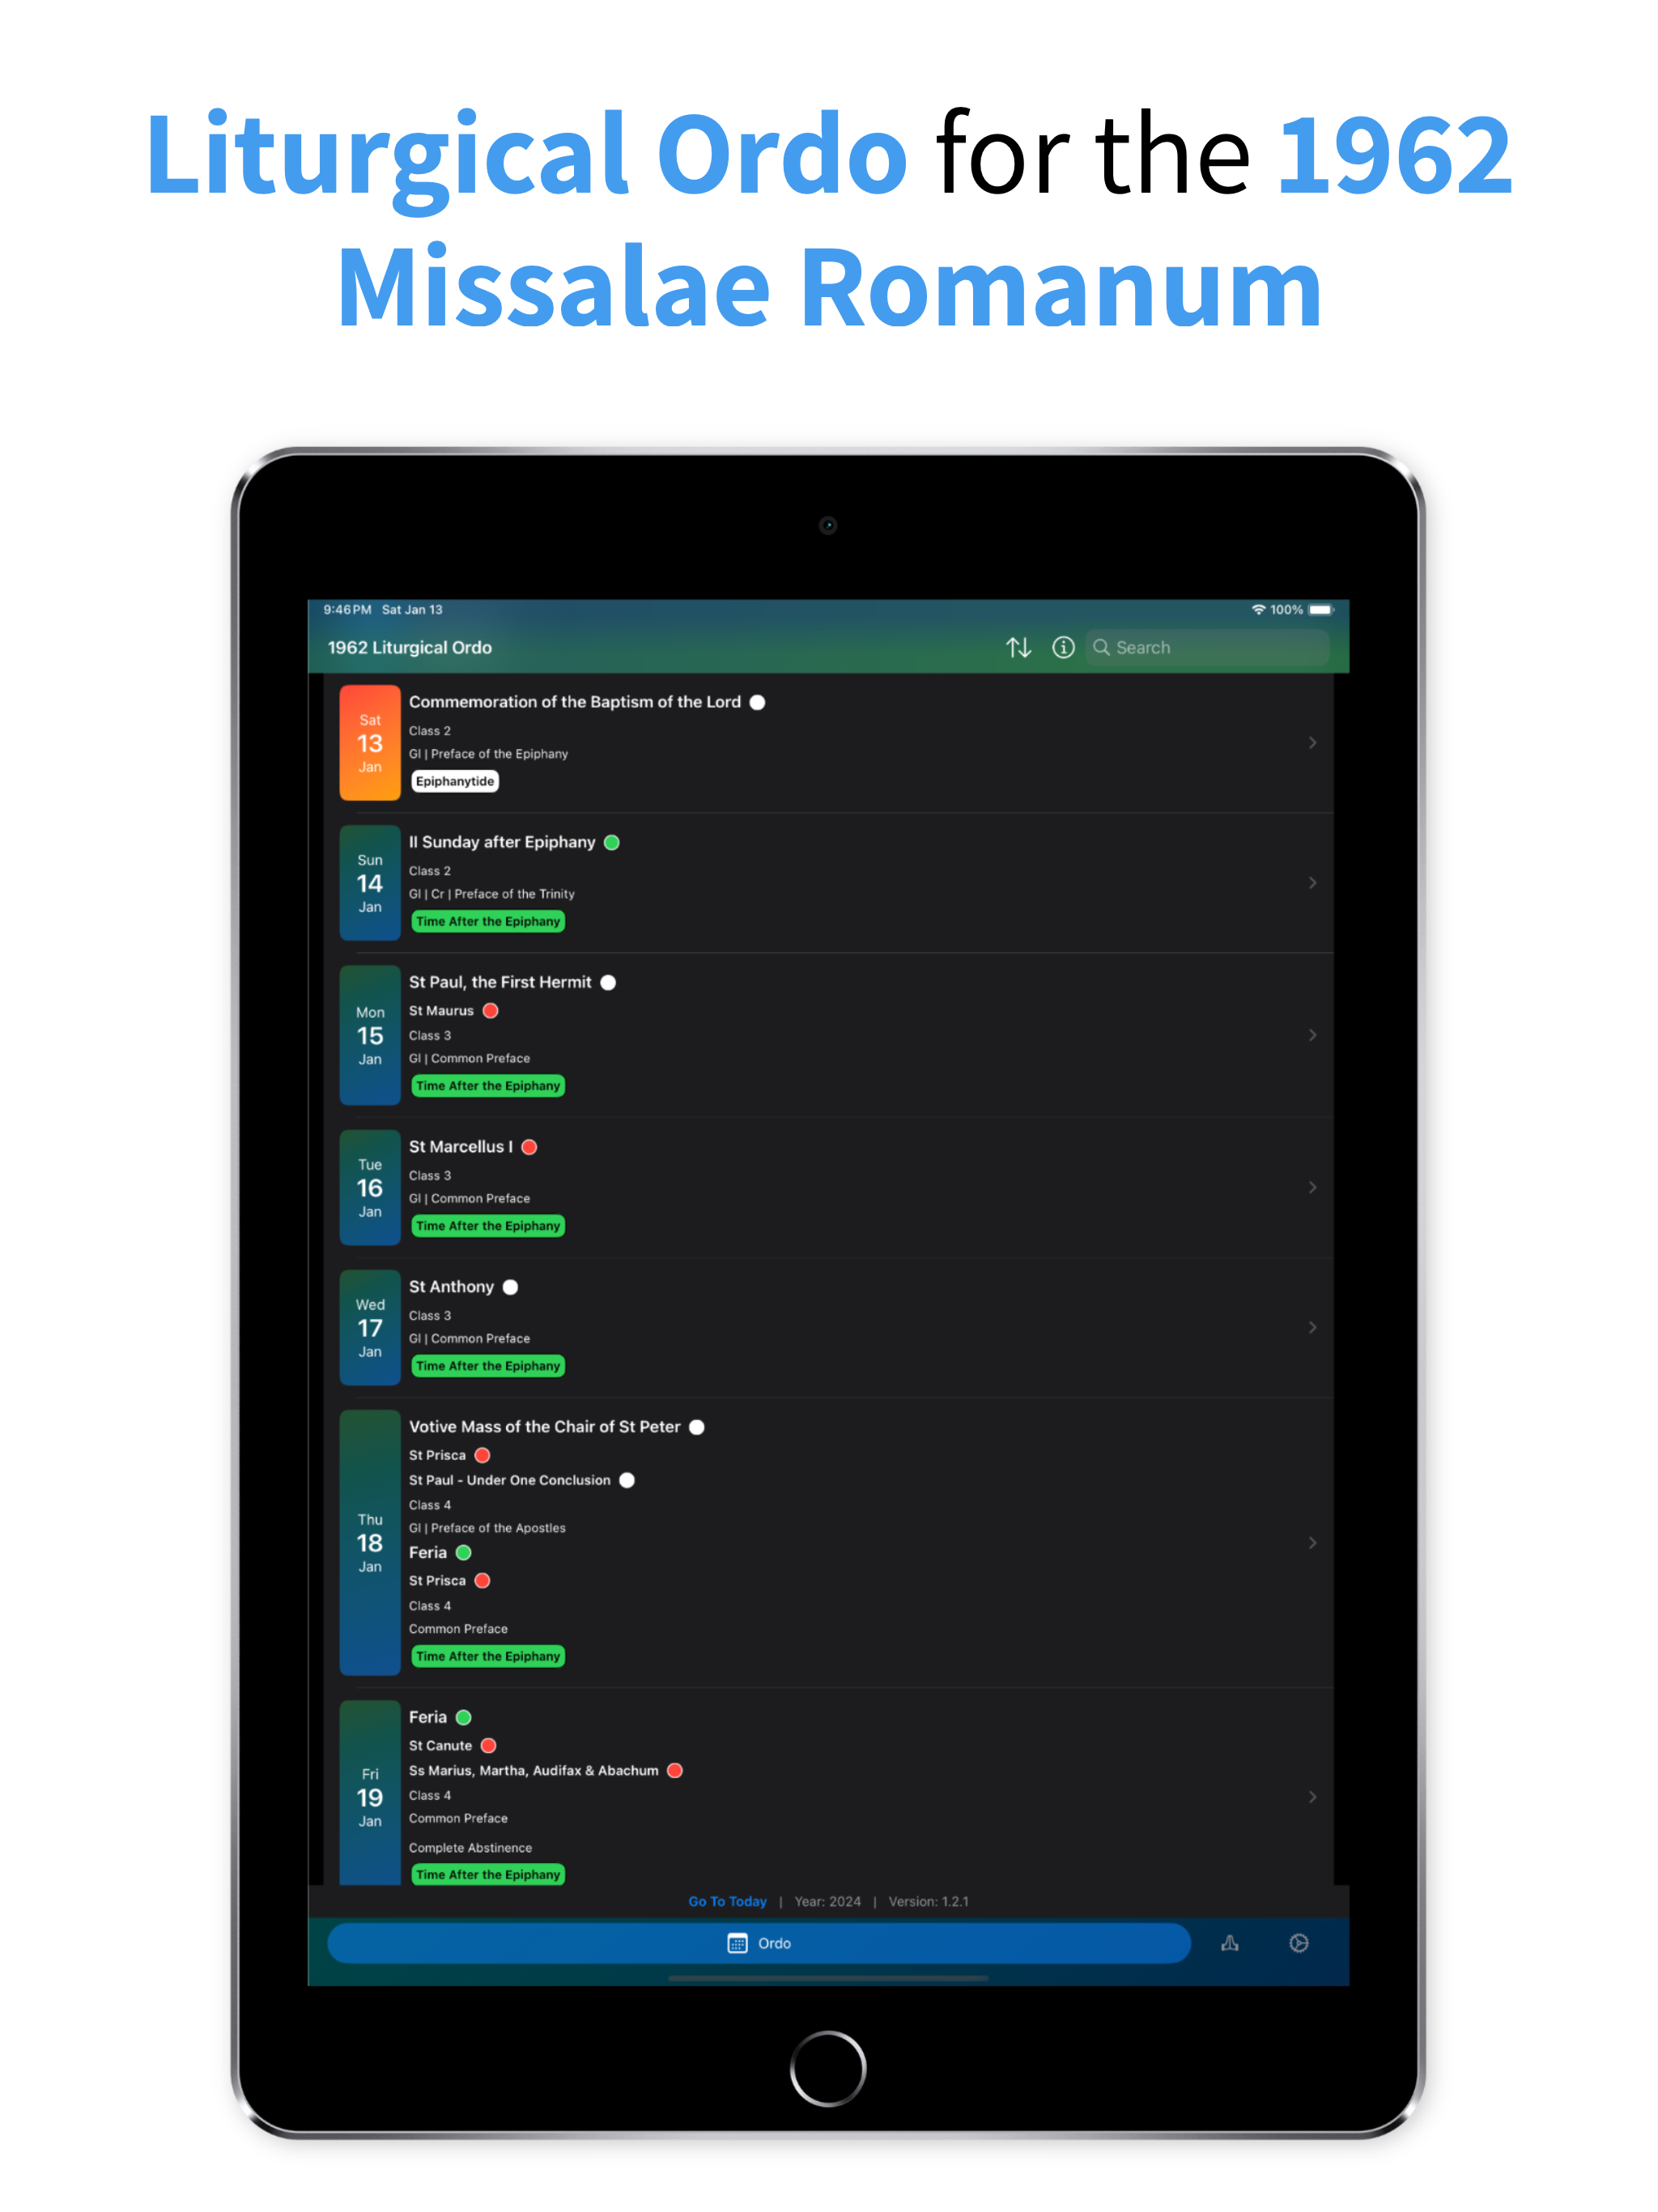 Liturgical Ordo for the 1962
Missalae Romanum
9:46 PM Sat Jan 13
100%
1962 Liturgical Ordo
Search
Sat
13
Jan
Commemoration of the Baptism of the Lord
Class 2
Gl | Preface of the Epiphany
Epiphanytide
Sun
14
Jan
II Sunday after Epiphany
Class 2
Gl | Cr | Preface of the Trinity
Time After the Epiphany
Mon
15
Jan
St Paul, the First Hermit
St Maurus
Class 3
Gl | Common Preface
Time After the Epiphany
Tue
16
Jan
St Marcellus I
Class 3
Gl | Common Preface
Time After the Epiphany
Wed
17
Jan
St Anthony
Class 3
Gl | Common Preface
Time After the Epiphany
Thu
18
Jan
Votive Mass of the Chair of St Peter
St Prisca
St Paul - Under One Conclusion
Class 4
Gl | Preface of the Apostles
Feria
St Prisca
Class 4
Common Preface
Time After the Epiphany
Fri
19
Jan
Feria
St Canute
Ss Marius, Martha, Audifax & Abachum
Class 4
Common Preface
Complete Abstinence
Time After the Epiphany
Go To Today | Year: 2024 | Version: 1.2.1
Ordo